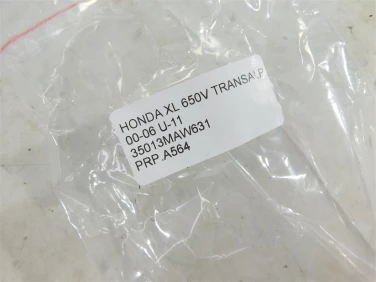 HONDA XL 650V TRANSALP
00-06 U-11
35013MAW631
PRP.A564